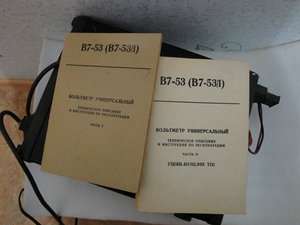 В7-53 (В7-53/1)
ВОЛЬТМЕТР УНИВЕРСАЛЬНЫЙ
ТЕХНИЧЕСКОЕ ОПИСАНИЕ
И ИНСТРУКЦИЯ ПО ЭКСПЛУАТАЦИИ
ЧАСТЬ I
В7-53 (В7-53/1)
ВОЛЬТМЕТР УНИВЕРСАЛЬНЫЙ
ТЕХНИЧЕСКОЕ ОПИСАНИЕ
И ИНСТРУКЦИЯ ПО ЭКСПЛУАТАЦИИ
ЧАСТЬ II